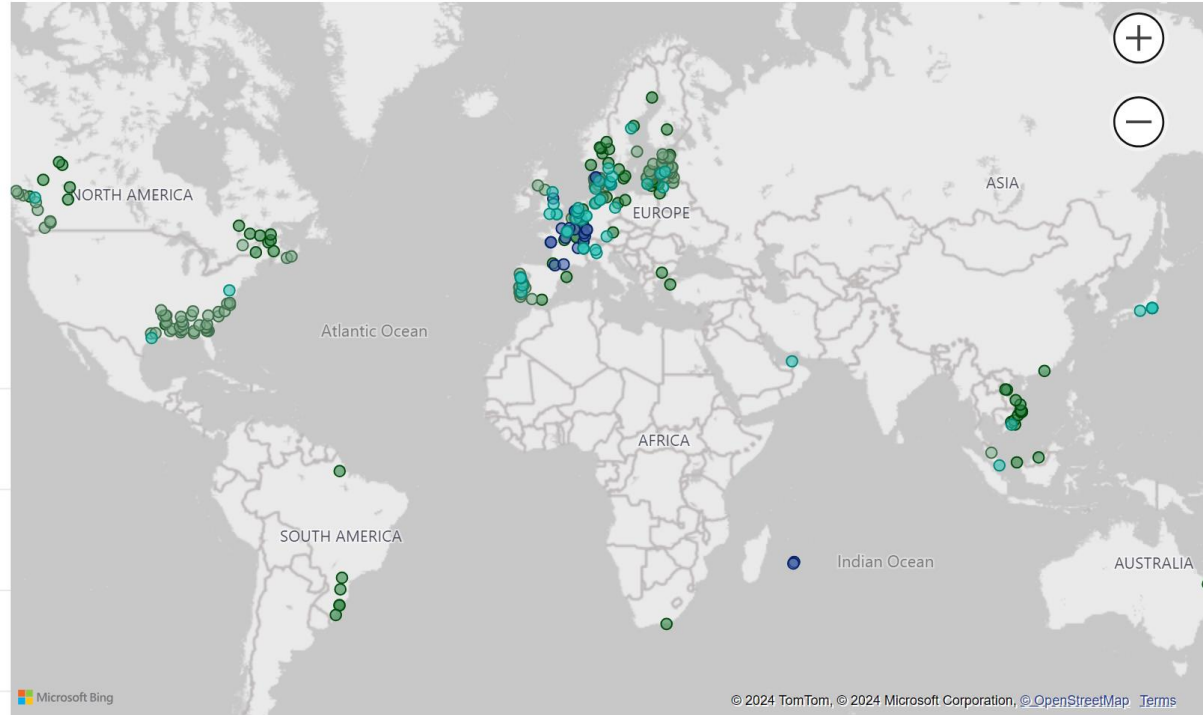 NORTH AMERICA
ASIA
EUROPE
Atlantic Ocean
AFRICA
SOUTH AMERICA
Indian Ocean
AUSTRALIA
Microsoft Bing
© 2024 TomTom, © 2024 Microsoft Corporation, © OpenStreetMap Terms